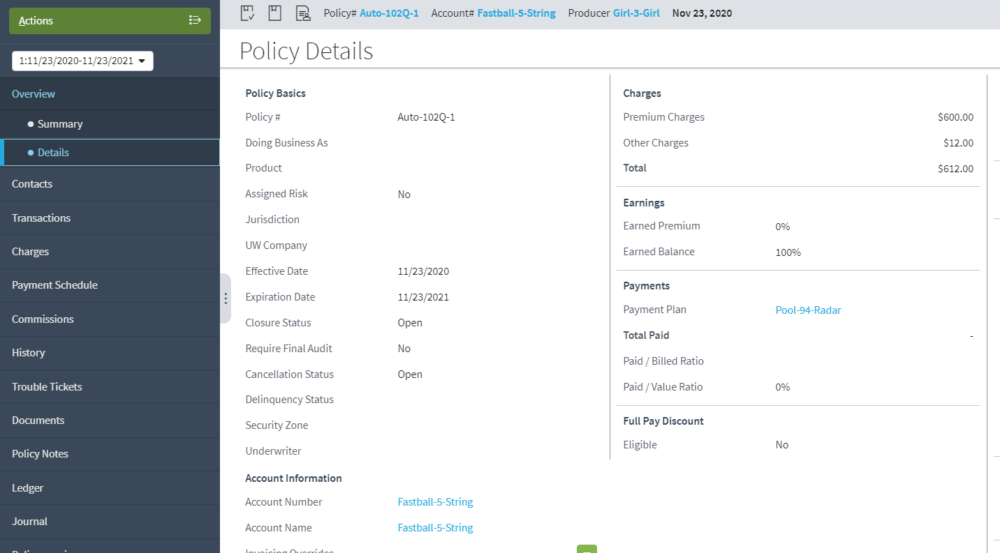 Actions
Policy# Auto-102Q-1 Account# Fastball-5-String Producer Girl-3-Girl Nov 23, 2020
1:11/23/2020-11/23/2021
Overview
Summary
Details
Contacts
Transactions
Charges
Payment Schedule
Commissions
History
Trouble Tickets
Documents
Policy Notes
Ledger
Journal
Policy Details
Policy Basics
Policy # Auto-102Q-1
Doing Business As
Product
Assigned Risk No
Jurisdiction
UW Company
Effective Date 11/23/2020
Expiration Date 11/23/2021
Closure Status Open
Require Final Audit No
Cancellation Status Open
Delinquency Status
Security Zone
Underwriter
Account Information
Account Number Fastball-5-String
Account Name Fastball-5-String
Invoicing Overrides
Charges
Premium Charges $600.00
Other Charges $12.00
Total $612.00
Earnings
Earned Premium 0%
Earned Balance 100%
Payments
Payment Plan Pool-94-Radar
Total Paid -
Paid / Billed Ratio
Paid / Value Ratio 0%
Full Pay Discount
Eligible No